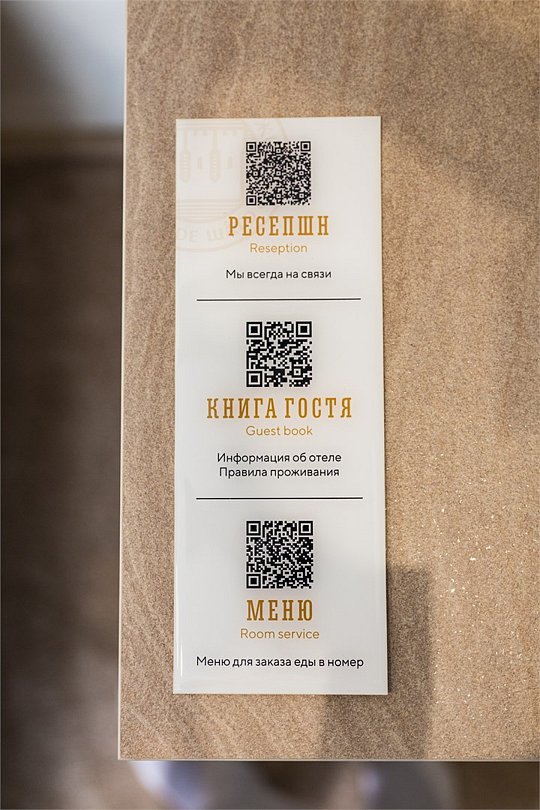 РЕСЕПШН
Reseption
Мы всегда на связи
КНИГА ГОСТЯ
Guest book
Информация об отеле
Правила проживания
МЕНЮ
Room service
Меню для заказа еды в номер